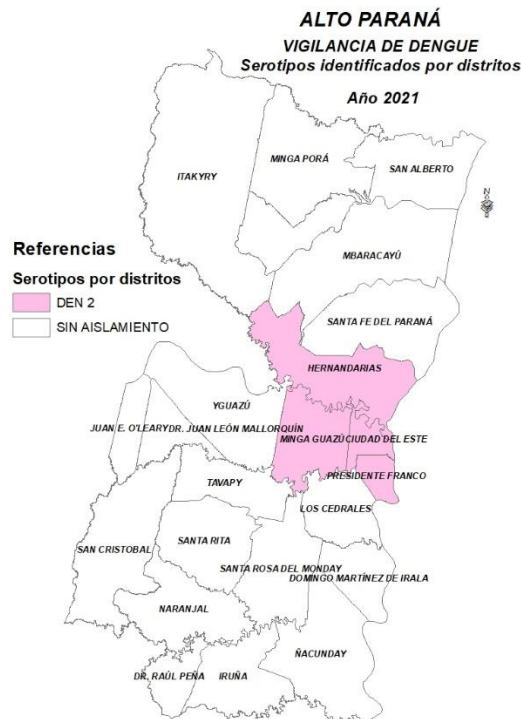 ALTO PARANÁ
VIGILANCIA DE DENGUE
Serotipos identificados por distritos
Año 2021
MINGA PORÁ
SAN ALBERTO
ITAKYRY
MBARACAYÚ
Referencias
Serotipos por distritos
DEN 2
SIN AISLAMIENTO
SANTA FE DEL PARANÁ
HERNANDARIAS
YGUAZÚ
JUAN E. O'LEARY
DR. JUAN LEÓN MALLORQUÍN
MINGA GUAZÚ
CIUDAD DEL ESTE
PRESIDENTE FRANCO
TAVAPY
LOS CEDRALES
SANTA RITA
SAN CRISTOBAL
SANTA ROSA DEL MONDAY
DOMINGO MARTÍNEZ DE IRALA
NARANJAL
ÑACUNDAY
DR. RAÚL PEÑA
IRUÑA